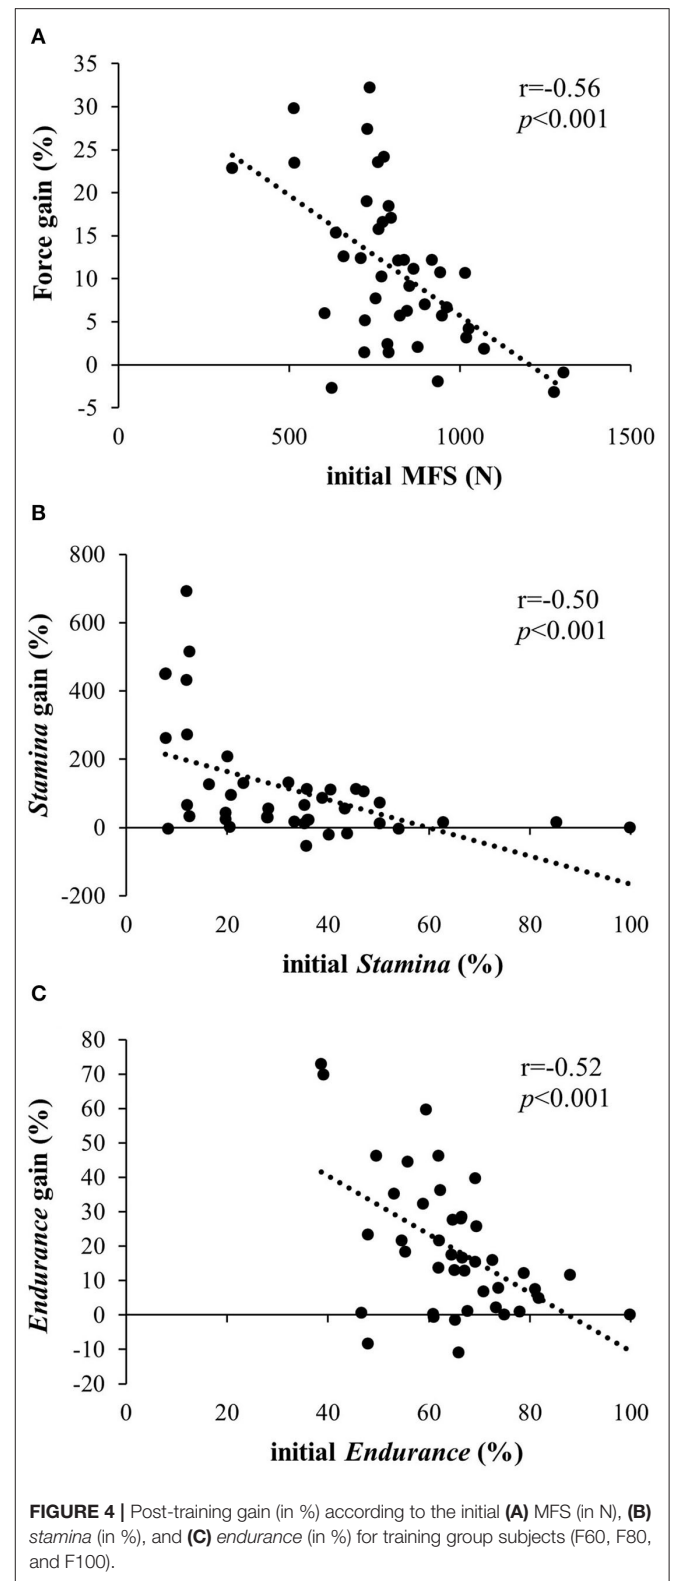 A
35
30
25
20
15
10
5
0
-5
Force gain (%)
r=-0.56
p<0.001
0 500 1000 1500
initial MFS (N)
B
800
600
400
200
0
-200
Stamina gain (%)
r=-0.50
p<0.001
0 20 40 60 80 100
initial Stamina (%)
C
80
70
60
50
40
30
20
10
0
-10
-20
Endurance gain (%)
r=-0.52
p<0.001
0 20 40 60 80 100
initial Endurance (%)
FIGURE 4 | Post-training gain (in %) according to the initial (A) MFS (in N), (B)
stamina (in %), and (C) endurance (in %) for training group subjects (F60, F80,
and F100).